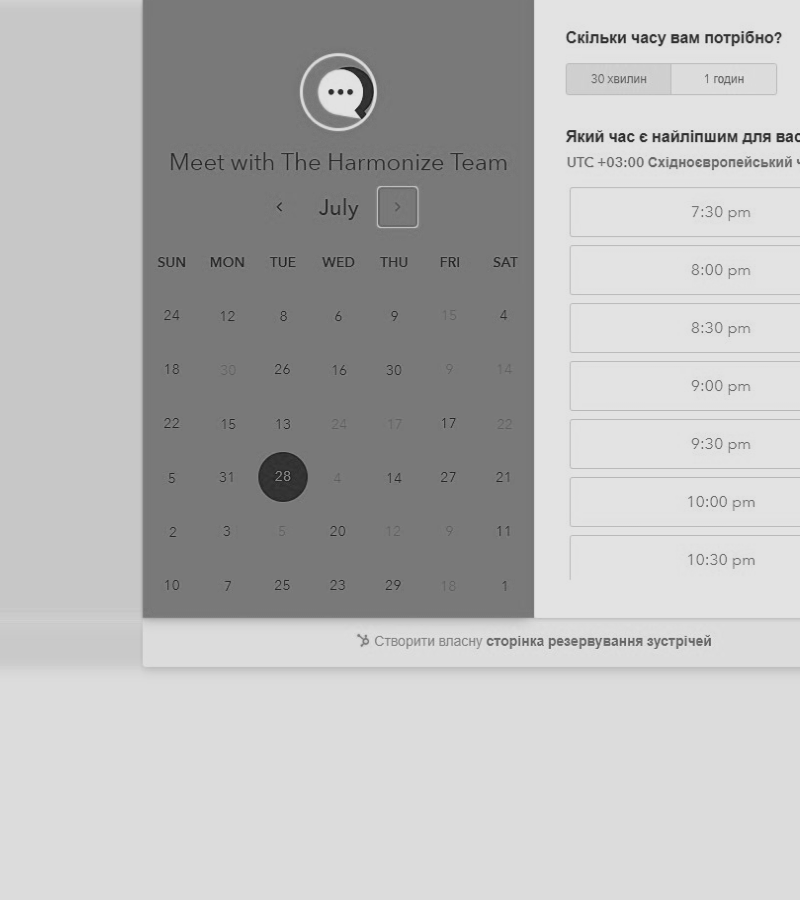 Meet with The Harmonize Team
July
SUN MON TUE WED THU FRI SAT
24 12 8 6 9 15 4
18 30 26 16 30 9 14
22 15 13 24 17 17 22
5 31 28 4 14 27 21
2 3 5 20 12 9 11
10 7 25 23 29 18 1
Скільки часу вам потрібно?
30 хвилин 1 годин
Який час є найліпшим для вас
UTC +03:00 Східноєвропейський
7:30 pm
8:00 pm
8:30 pm
9:00 pm
9:30 pm
10:00 pm
10:30 pm
Створити власну сторінка резервування зустрічей